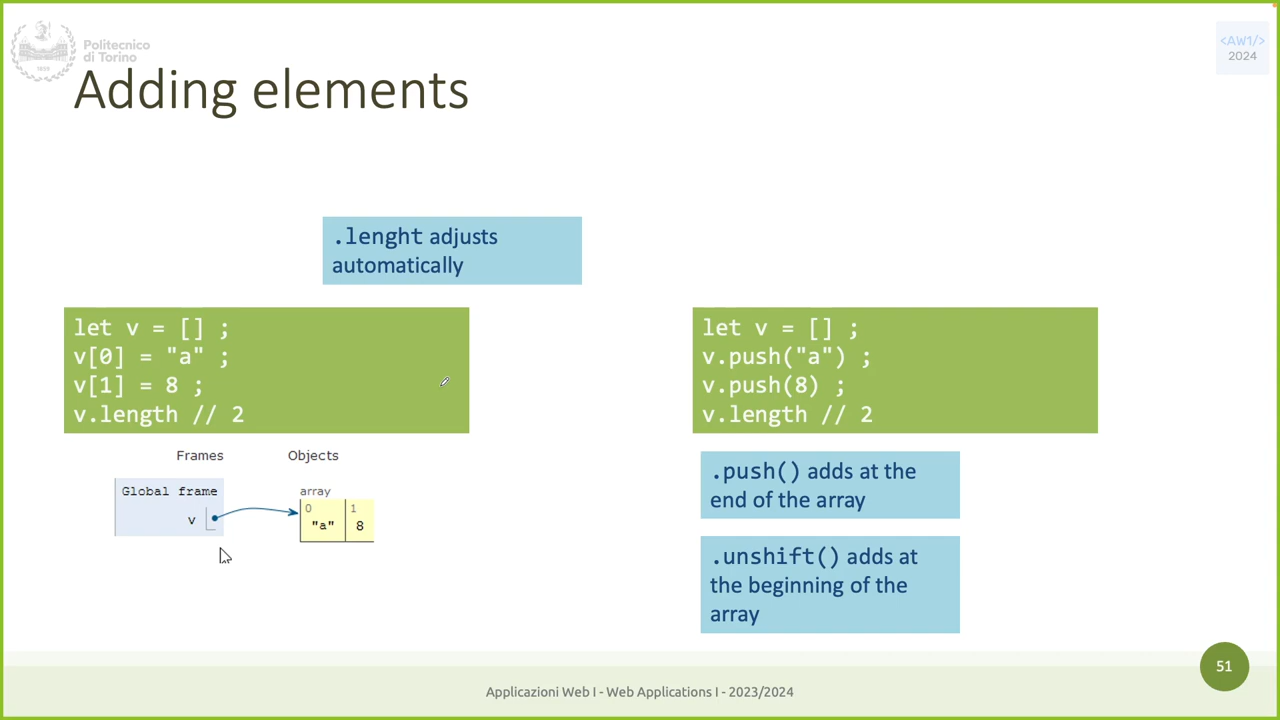 Politecnico
di Torino
<AW1/>
2024
Adding elements
.lenght adjusts
automatically
let v = [] ;
v[0] = "a" ;
v[1] = 8 ;
v.length // 2
Frames
Objects
Global frame
v
array
0
1
"a"
8
let v = [] ;
v.push("a") ;
v.push(8) ;
v.length // 2
.push() adds at the
end of the array
.unshift() adds at
the beginning of the
array
51
Applicazioni Web I - Web Applications I - 2023/2024